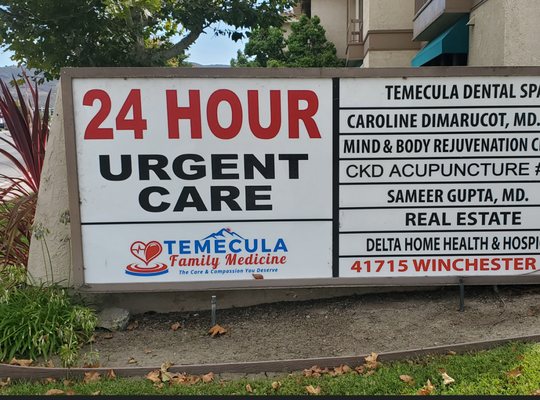 24 HOUR
URGENT
CARE
TEMECULA
Family Medicine
The Care & Compassion You Deserve
TEMECULA DENTAL SPA
CAROLINE DIMARUCOT, MD.
MIND & BODY REJUVENATION C
CKD ACUPUNCTURE #
SAMEER GUPTA, MD.
REAL ESTATE
DELTA HOME HEALTH & HOSPI
41715 WINCHESTER